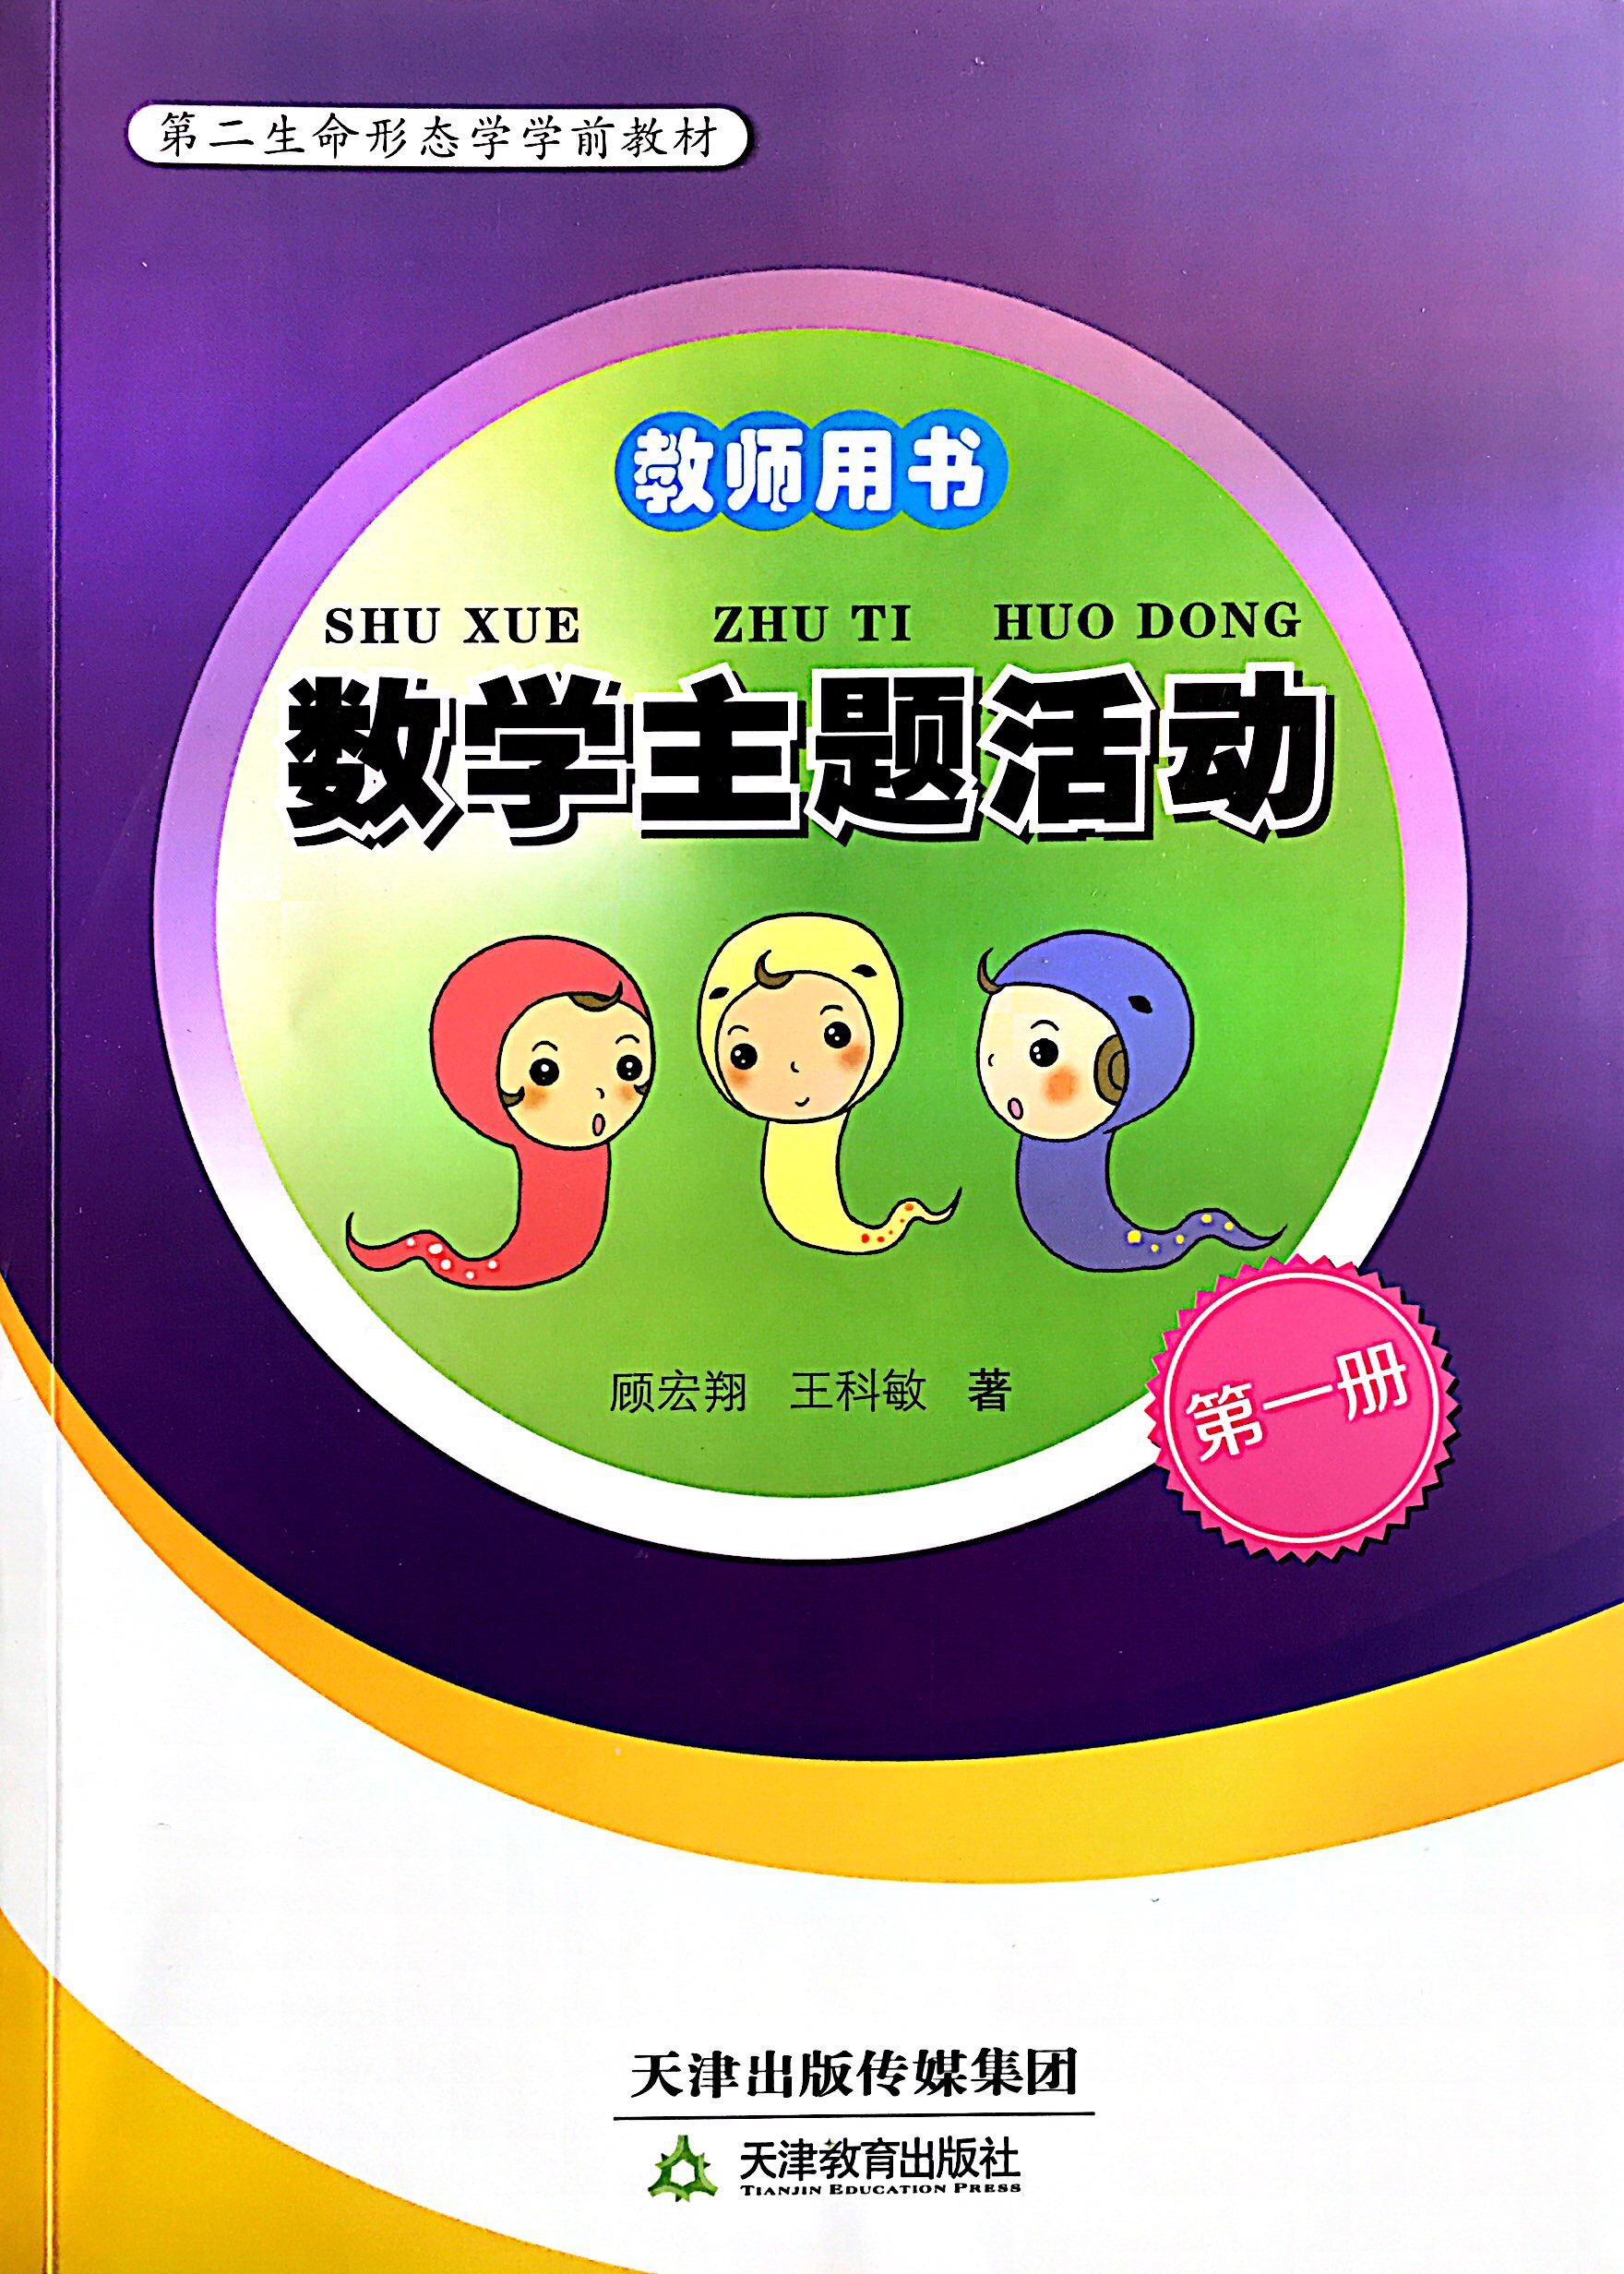 第二生命形态学学前教材
教师用书
SHU XUE ZHU TI HUO DONG
数学主题活动
顾宏翔 王科敏 著
第一册
天津出版传媒集团
天津教育出版社
TIANJIN EDUCATION PRESS